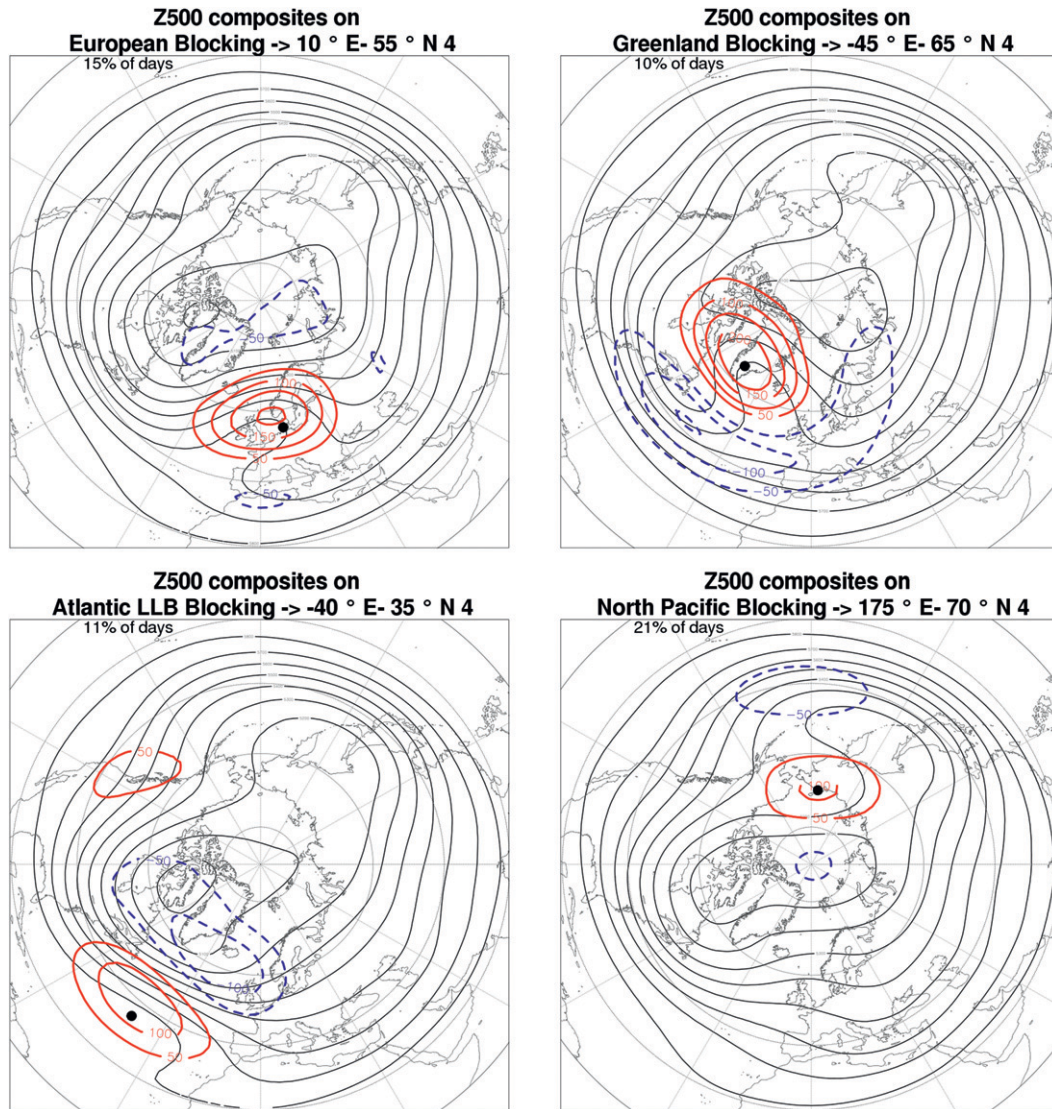 Z500 composites on
European Blocking -> 10 ° E- 55 ° N 4
15% of days
100
150
50
-50
Z500 composites on
Greenland Blocking -> -45 ° E- 65 ° N 4
10% of days
100
200
150
50
-100
-50
Z500 composites on
Atlantic LLB Blocking -> -40 ° E- 35 ° N 4
11% of days
50
-50
-100
100
50
Z500 composites on
North Pacific Blocking -> 175 ° E- 70 ° N 4
21% of days
-50
100
50